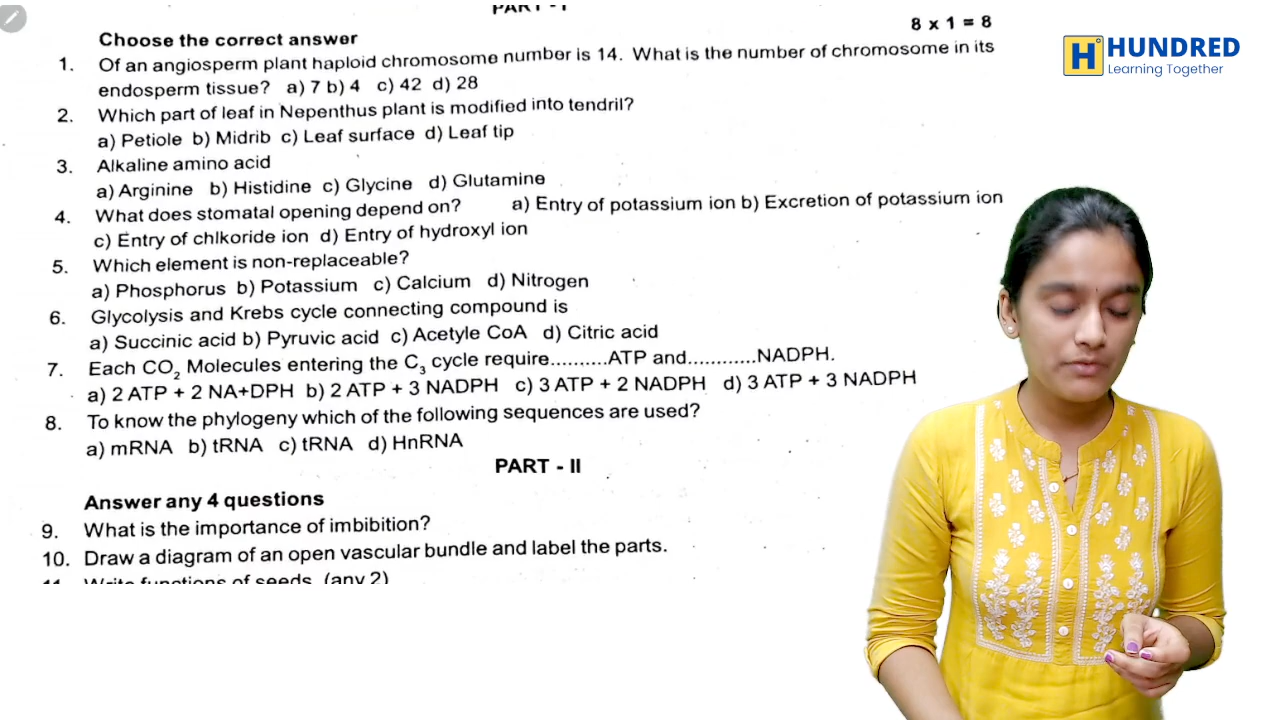 PART - I
8 x 1 = 8
Choose the correct answer
1. Of an angiosperm plant haploid chromosome number is 14. What is the number of chromosome in its
endosperm tissue? a) 7 b) 4 c) 42 d) 28
2. Which part of leaf in Nepenthus plant is modified into tendril?
a) Petiole b) Midrib c) Leaf surface d) Leaf tip
3. Alkaline amino acid
a) Arginine b) Histidine c) Glycine d) Glutamine
4. What does stomatal opening depend on? a) Entry of potassium ion b) Excretion of potassium ion
c) Entry of chlkoride ion d) Entry of hydroxyl ion
5. Which element is non-replaceable?
a) Phosphorus b) Potassium c) Calcium d) Nitrogen
6. Glycolysis and Krebs cycle connecting compound is
a) Succinic acid b) Pyruvic acid c) Acetyle CoA d) Citric acid
7. Each CO₂ Molecules entering the C₃ cycle require..........ATP and............NADPH.
a) 2 ATP + 2 NA+DPH b) 2 ATP + 3 NADPH c) 3 ATP + 2 NADPH d) 3 ATP + 3 NADPH
8. To know the phylogeny which of the following sequences are used?
a) mRNA b) tRNA c) tRNA d) HnRNA
PART - II
Answer any 4 questions
9. What is the importance of imbibition?
10. Draw a diagram of an open vascular bundle and label the parts.
11. Write functions of seeds. (any 2)
H HUNDRED
Learning Together